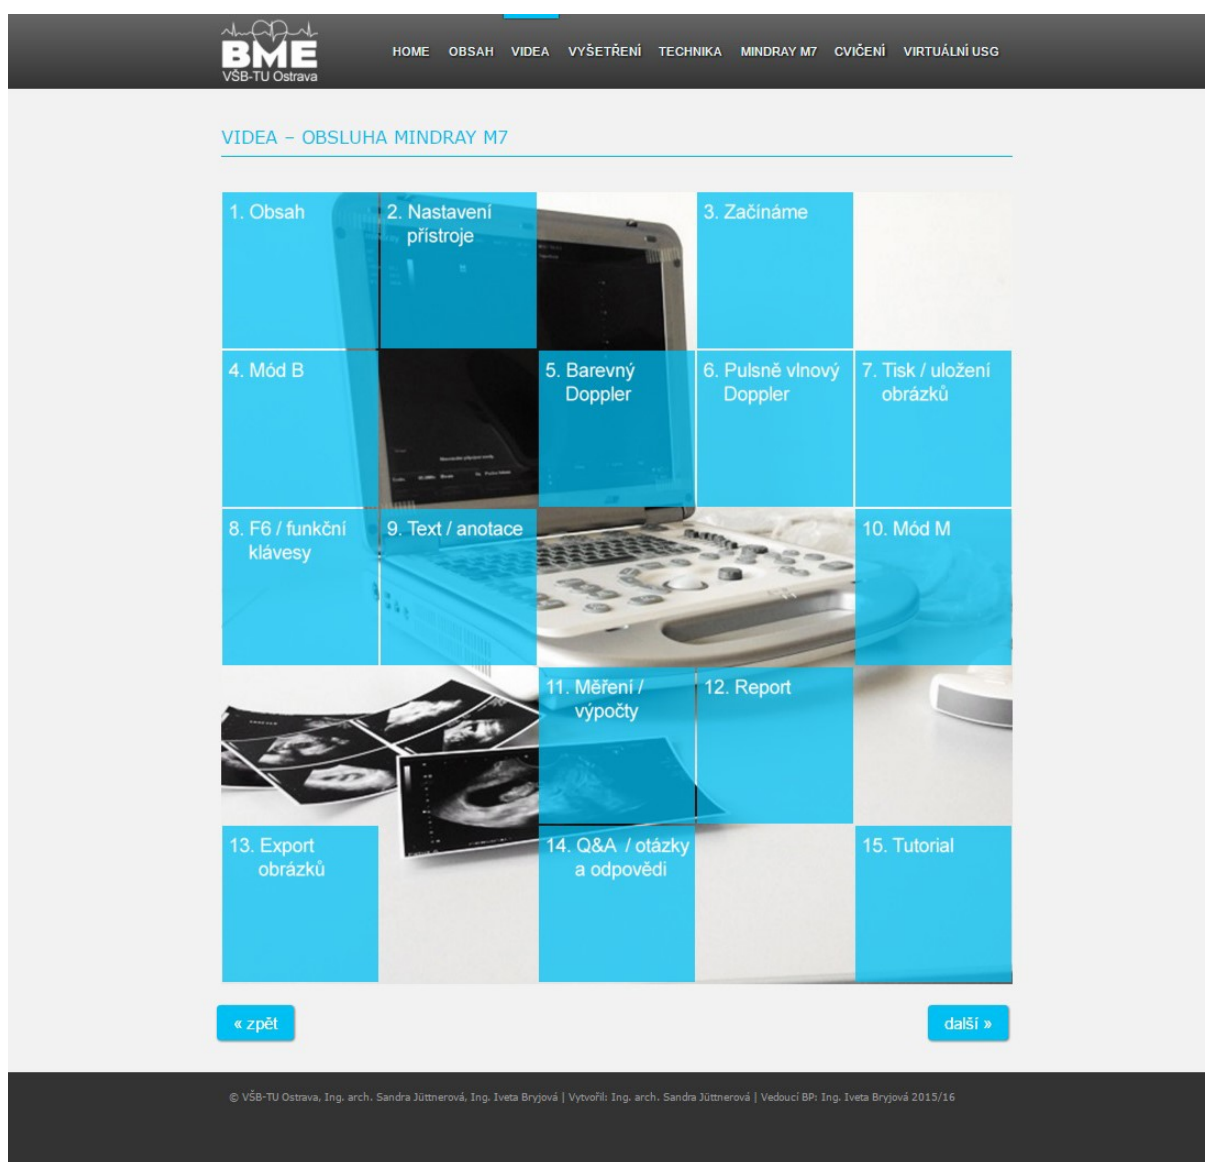 BME
VŠB-TU Ostrava
HOME OBSAH VIDEA VYŠETŘENÍ TECHNIKA MINDRAY M7 CVIČENÍ VIRTUÁLNÍ USG
VIDEA – OBSLUHA MINDRAY M7
1. Obsah
2. Nastavení
přístroje
3. Začínáme
4. Mód B
5. Barevný
Doppler
6. Pulsně vlnový
Doppler
7. Tisk / uložení
obrázků
8. F6 / funkční
klávesy
9. Text / anotace
10. Mód M
11. Měření /
výpočty
12. Report
13. Export
obrázků
14. Q&A / otázky
a odpovědi
15. Tutorial
« zpět
další »
© VŠB-TU Ostrava, Ing. arch. Sandra Jüttnerová, Ing. Iveta Bryjová | Vytvořil: Ing. arch. Sandra Jüttnerová | Vedoucí BP: Ing. Iveta Bryjová 2015/16